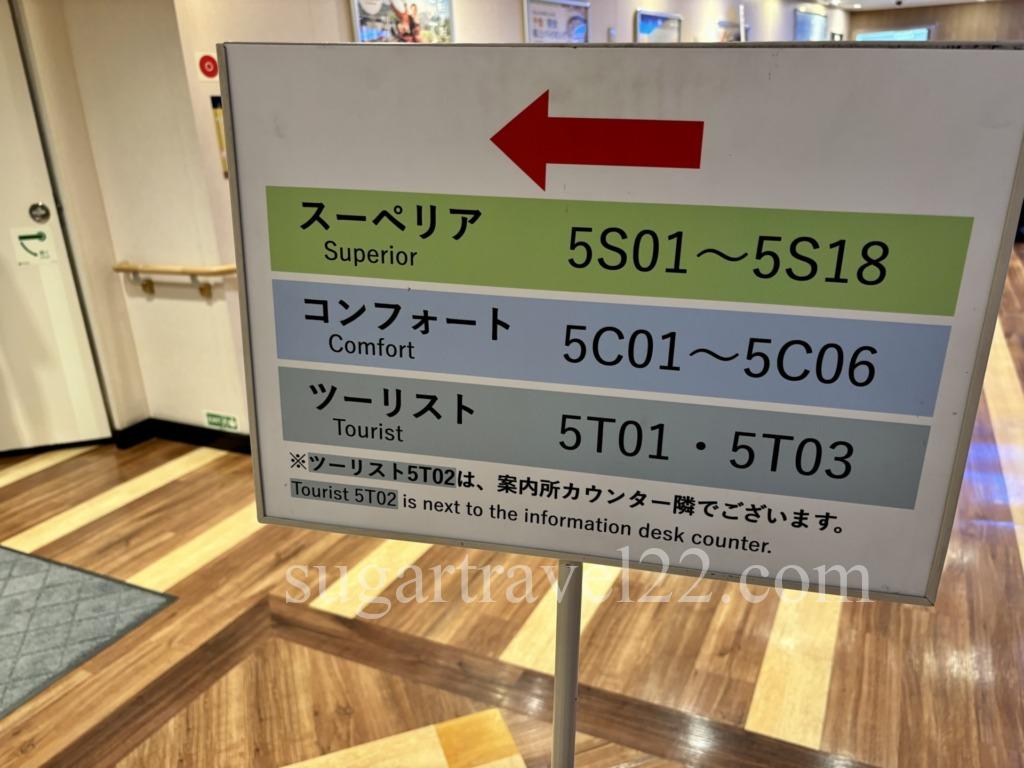 スーペリア 5S01～5S18
Superior
コンフォート 5C01～5C06
Comfort
ツーリスト 5T01・5T03
Tourist
※ツーリスト5T02は、案内所カウンター隣でございます。
Tourist 5T02 is next to the information desk counter.
sugartravel22.com